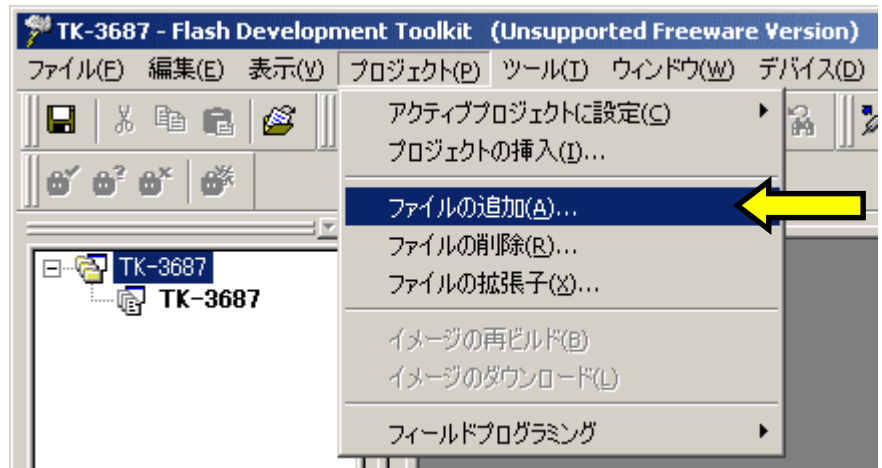 TK-3687 - Flash Development Toolkit (Unsupported Freeware Version)
ファイル(F) 編集(E) 表示(V) プロジェクト(P) ツール(T) ウィンドウ(W) デバイス(D)
アクティブプロジェクトに設定(C)
プロジェクトの挿入(I)...
ファイルの追加(A)...
ファイルの削除(R)...
ファイルの拡張子(X)...
イメージの再ビルド(B)
イメージのダウンロード(L)
フィールドプログラミング
TK-3687
TK-3687